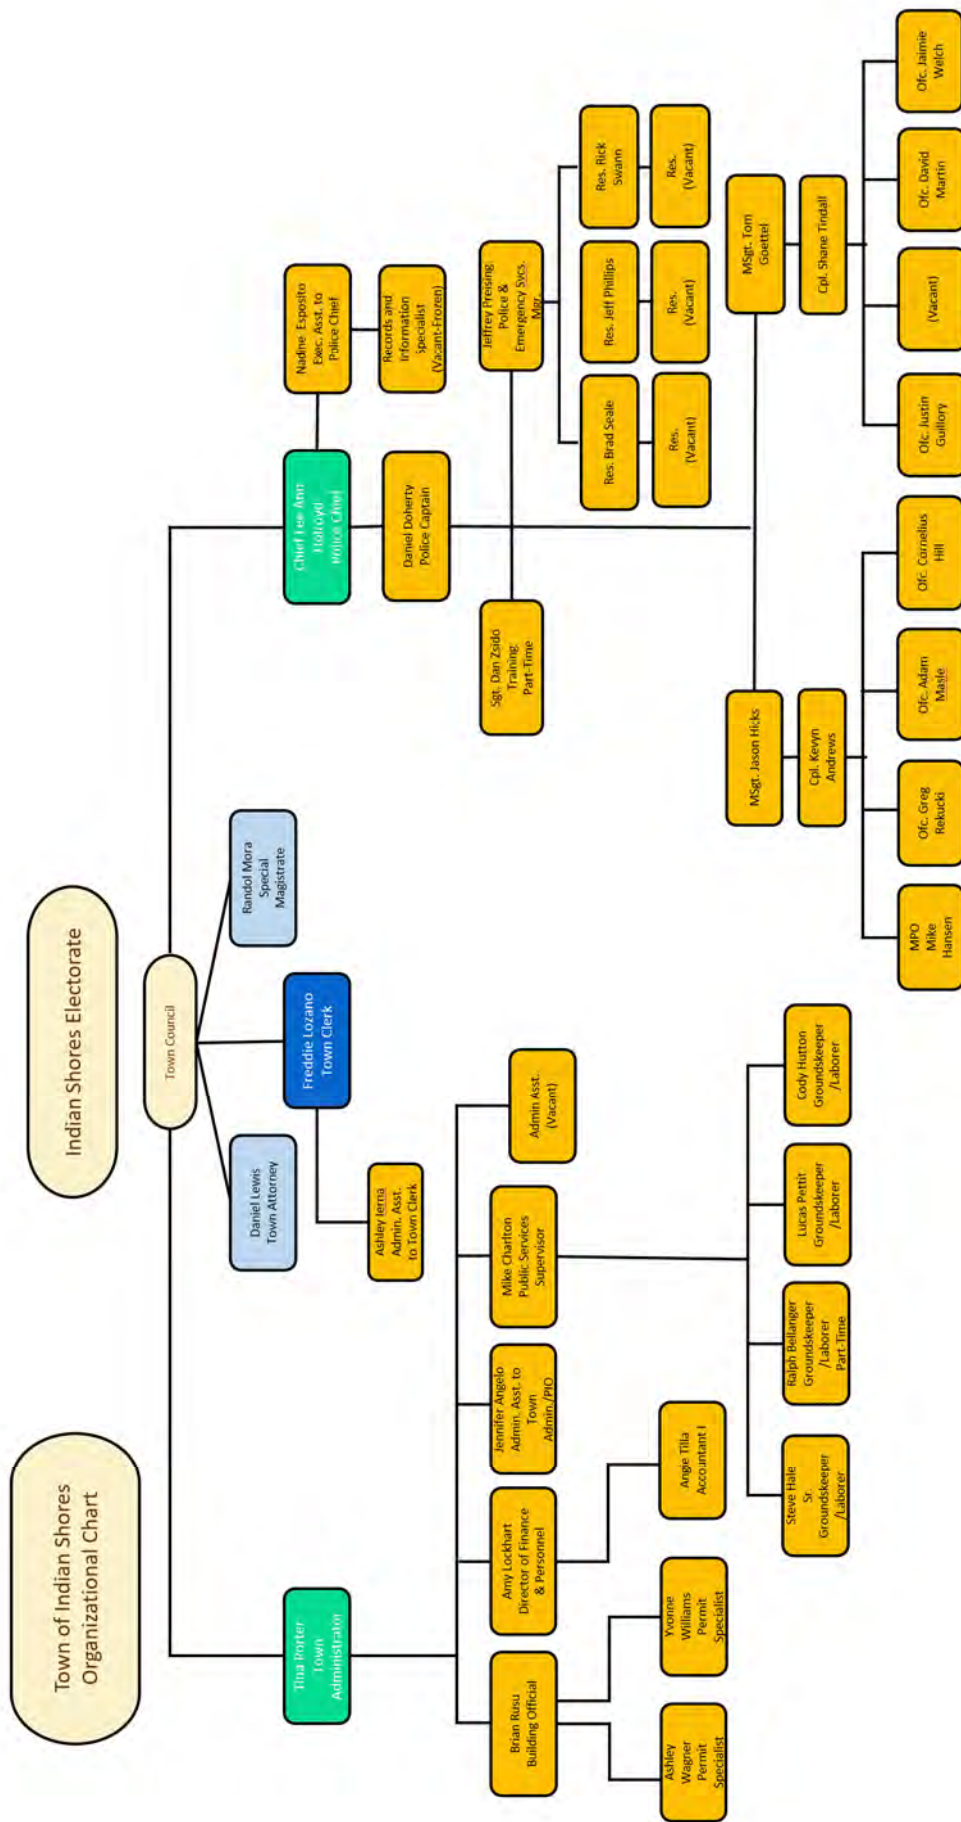 Town of Indian Shores
Organizational Chart
Indian Shores Electorate
Town Council
Daniel Lewis
Town Attorney
Randol Mora
Special
Magistrate
Freddie Lozano
Town Clerk
Ashley Ierna
Admin. Asst.
to Town Clerk
Tina Porter
Town
Administrator
Chief Lee Ann
Holroyd
Police Chief
Nadine Esposito
Exec. Asst. to
Police Chief
Records and
Information
Specialist
(Vacant-Frozen)
Daniel Doherty
Police Captain
Brian Rusu
Building Official
Amy Lockhart
Director of Finance
& Personnel
Jennifer Angelo
Admin. Asst. to
Town
Admin./PIO
Mike Charlton
Public Services
Supervisor
Admin Asst.
(Vacant)
Sgt. Dan Zsido
Training
Part-Time
Jeffrey Preising
Police &
Emergency Svcs.
Mgr.
Res. Brad Seale
Res. Jeff Phillips
Res. Rick
Swann
Res.
(Vacant)
Res.
(Vacant)
Res.
(Vacant)
Ashley
Wagner
Permit
Specialist
Yvonne
Williams
Permit
Specialist
Angie Tilia
Accountant I
Steve Hale
Sr.
Groundskeeper
/Laborer
Ralph Bellanger
Groundskeeper
/Laborer
Part-Time
Lucas Pettit
Groundskeeper
/Laborer
Cody Hutton
Groundskeeper
/Laborer
MSgt. Jason Hicks
MSgt. Tom
Goettel
Cpl. Kevyn
Andrews
Cpl. Shane Tindall
MPO
Mike
Hansen
Ofc. Greg
Rekucki
Ofc. Adam
Masle
Ofc. Cornelius
Hill
Ofc. Justin
Guillory
(Vacant)
Ofc. David
Martin
Ofc. Jaimie
Welch